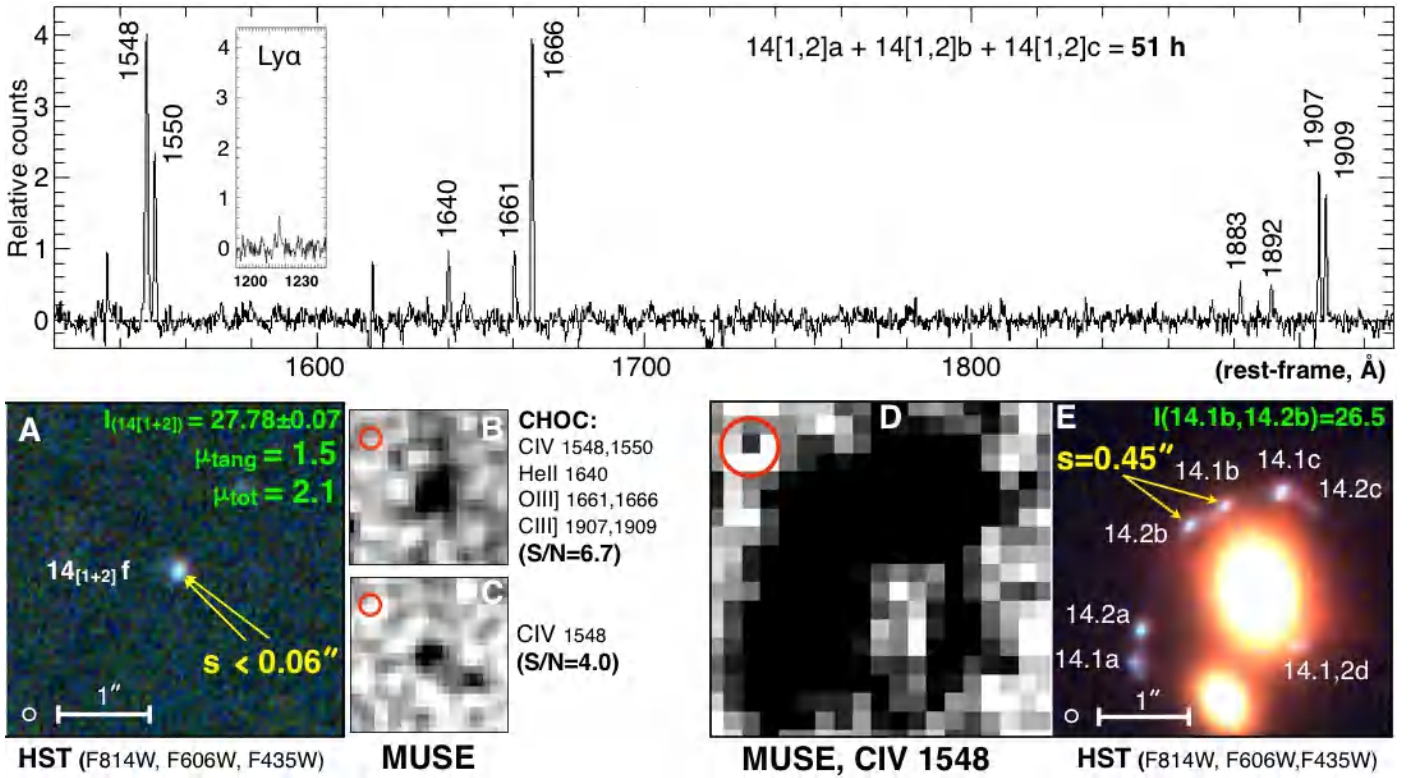 Relative counts
4
3
2
1
0
1548
1550
Lyα
4
3
2
1
0
1200 1230
1640
1661
1666
14[1,2]a + 14[1,2]b + 14[1,2]c = 51 h
1883
1892
1907
1909
1600
1700
1800
(rest-frame, Å)
A
I(14[1+2]) = 27.78±0.07
μtang = 1.5
μtot = 2.1
14[1+2] f
s < 0.06″
1″
HST (F814W, F606W, F435W)
B
C
MUSE
CHOC:
CIV 1548,1550
HeII 1640
OIII] 1661,1666
CIII] 1907,1909
(S/N=6.7)
CIV 1548
(S/N=4.0)
D
MUSE, CIV 1548
E
I(14.1b,14.2b)=26.5
s=0.45″
14.1b
14.1c
14.2c
14.2b
14.2a
14.1a
14.1,2d
1″
HST (F814W, F606W,F435W)